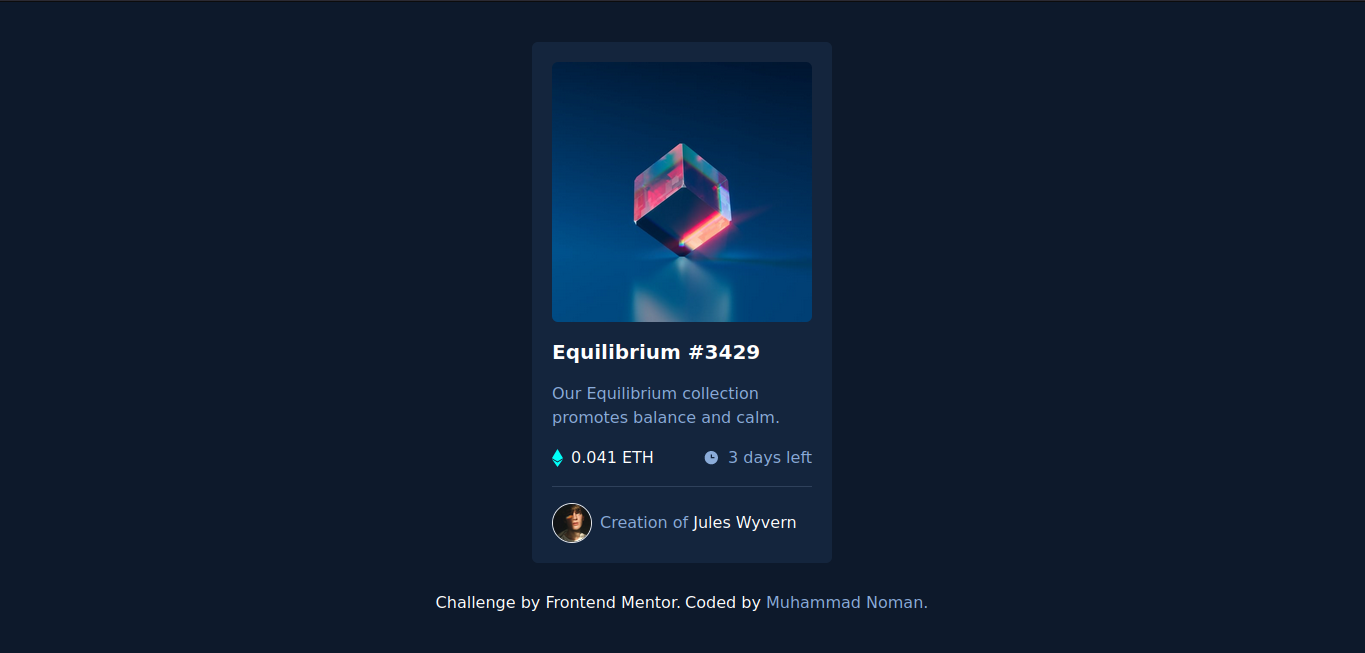 Equilibrium #3429
Our Equilibrium collection
promotes balance and calm.
0.041 ETH
3 days left
Creation of Jules Wyvern
Challenge by Frontend Mentor. Coded by Muhammad Noman.